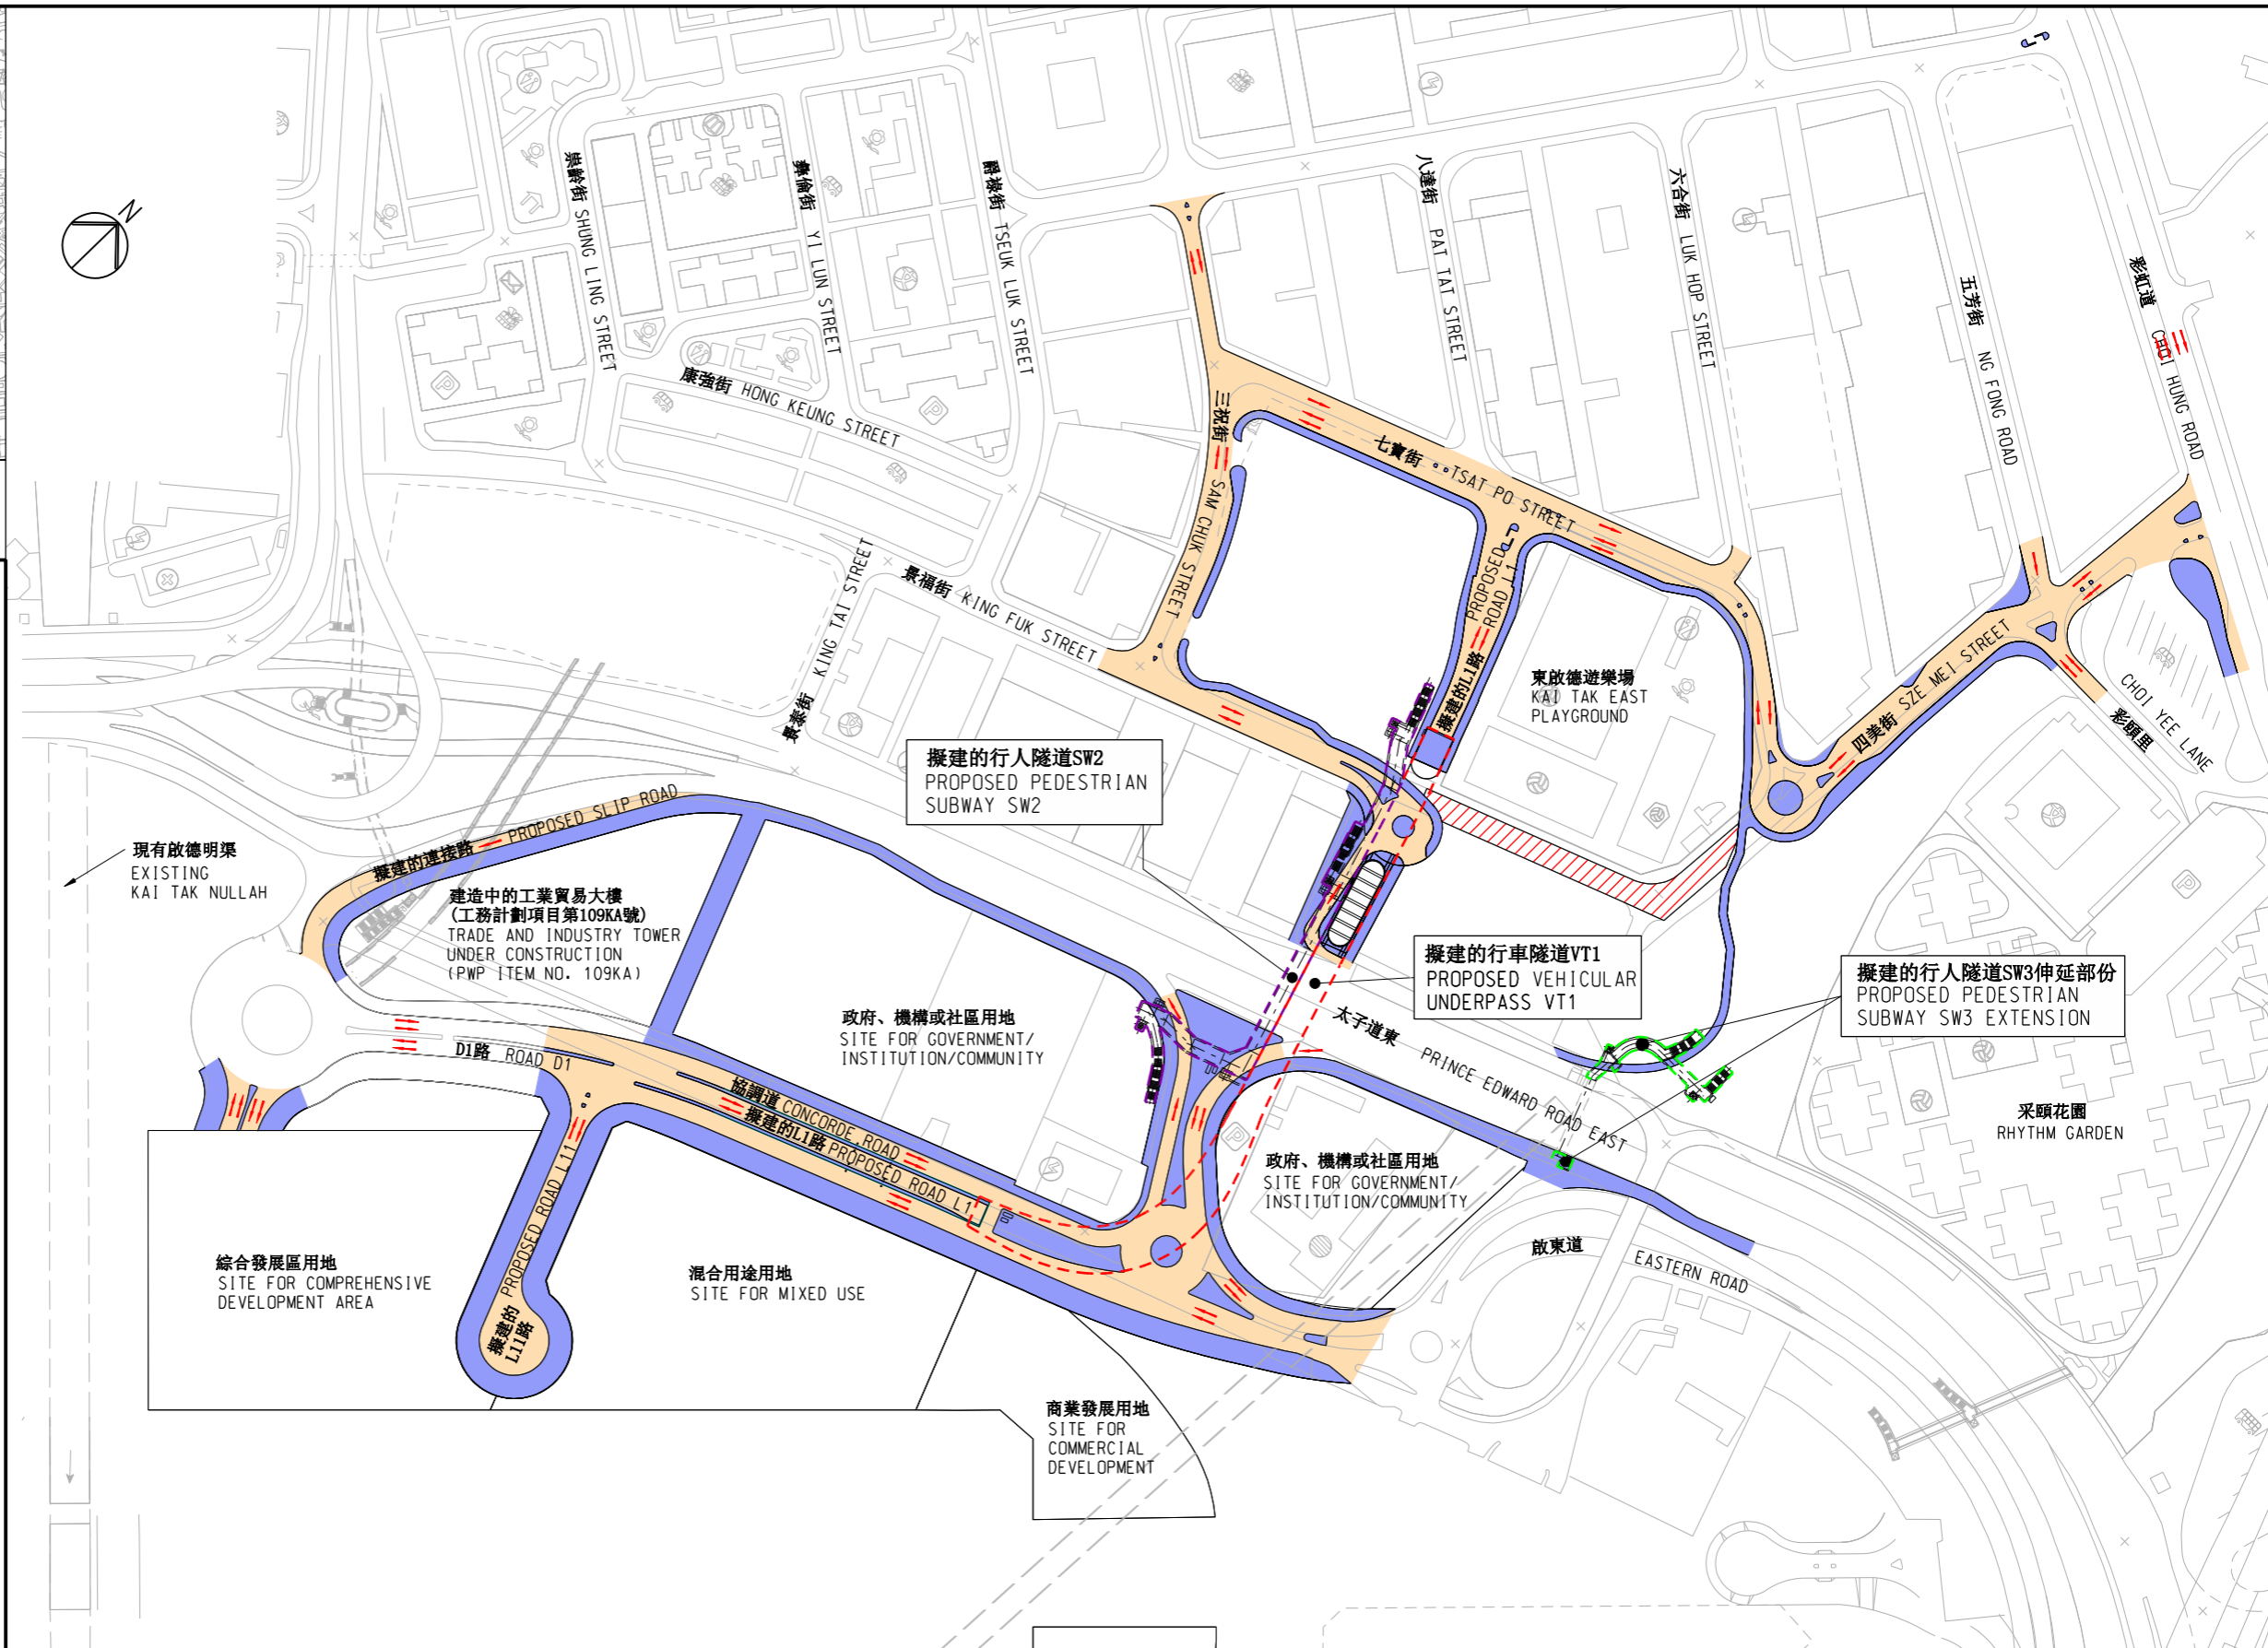 N
崇齡街 SHUNG LING STREET
彝倫街 YI LUN STREET
爵祿街 TSEUK LUK STREET
八達街 PAT TAT STREET
六合街 LUK HOP STREET
五芳街 NG FONG ROAD
彩虹道 CHOI HUNG ROAD
康強街 HONG KEUNG STREET
三祝街 SAM CHUK STREET
七寶街 TSAT PO STREET
景福街 KING FUK STREET
景泰街 KING TAI STREET
擬建的L1路 PROPOSED
ROAD L1
東啟德遊樂場
KAI TAK EAST
PLAYGROUND
四美街 SZE MEI STREET
CHOI YEE LANE
彩頤里
擬建的行人隧道SW2
PROPOSED PEDESTRIAN
SUBWAY SW2
擬建的連接路 PROPOSED SLIP ROAD
現有啟德明渠
EXISTING
KAI TAK NULLAH
建造中的工業貿易大樓
(工務計劃項目第109KA號)
TRADE AND INDUSTRY TOWER
UNDER CONSTRUCTION
(PWP ITEM NO. 109KA)
擬建的行車隧道VT1
PROPOSED VEHICULAR
UNDERPASS VT1
擬建的行人隧道SW3伸延部份
PROPOSED PEDESTRIAN
SUBWAY SW3 EXTENSION
政府、機構或社區用地
SITE FOR GOVERNMENT/
INSTITUTION/COMMUNITY
太子道東 PRINCE EDWARD ROAD EAST
D1路 ROAD D1
協調道 CONCORDE ROAD
擬建的L1路 PROPOSED ROAD L1
采頤花園
RHYTHM GARDEN
政府、機構或社區用地
SITE FOR GOVERNMENT/
INSTITUTION/COMMUNITY
PROPOSED ROAD L11
擬建的
L11路
綜合發展區用地
SITE FOR COMPREHENSIVE
DEVELOPMENT AREA
混合用途用地
SITE FOR MIXED USE
啟東道 EASTERN ROAD
商業發展用地
SITE FOR
COMMERCIAL
DEVELOPMENT